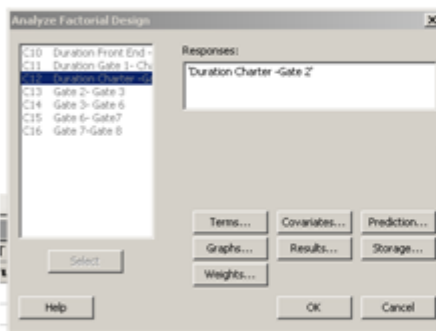 Analyze Factorial Design
C10 Duration Front End -
C11 Duration Gate 1- Ch
C12 Duration Charter -G
C13 Gate 2- Gate 3
C14 Gate 3- Gate 6
C15 Gate 6- Gate7
C16 Gate 7-Gate 8
Responses:
'Duration Charter -Gate 2'
Terms...
Covariates...
Prediction...
Graphs...
Results...
Storage...
Select
Weights...
Help
OK
Cancel